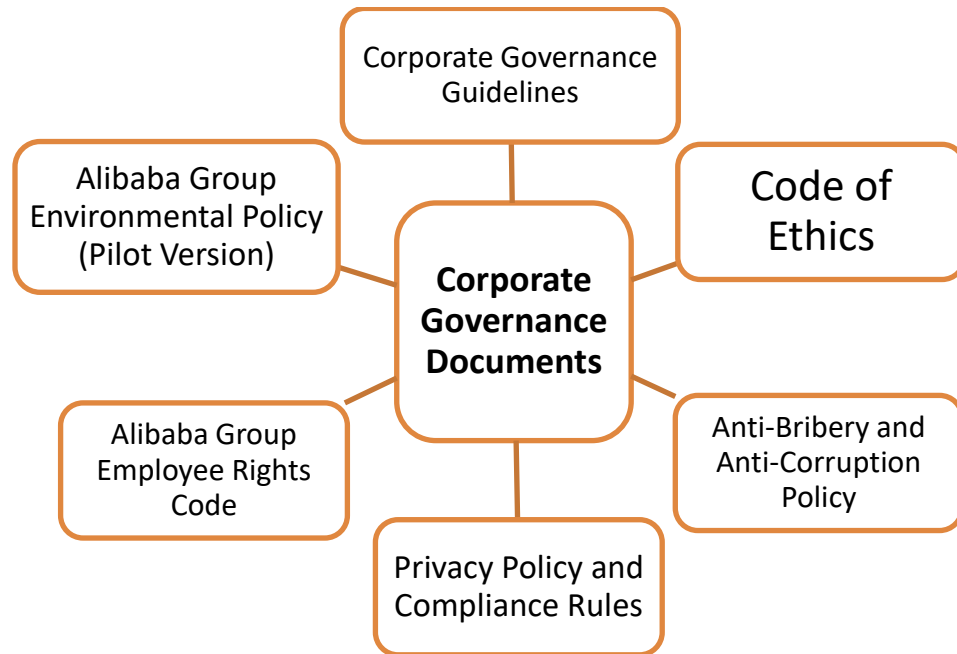 Corporate Governance
Guidelines
Code of
Ethics
Anti-Bribery and
Anti-Corruption
Policy
Privacy Policy and
Compliance Rules
Alibaba Group
Employee Rights
Code
Alibaba Group
Environmental Policy
(Pilot Version)
Corporate
Governance
Documents